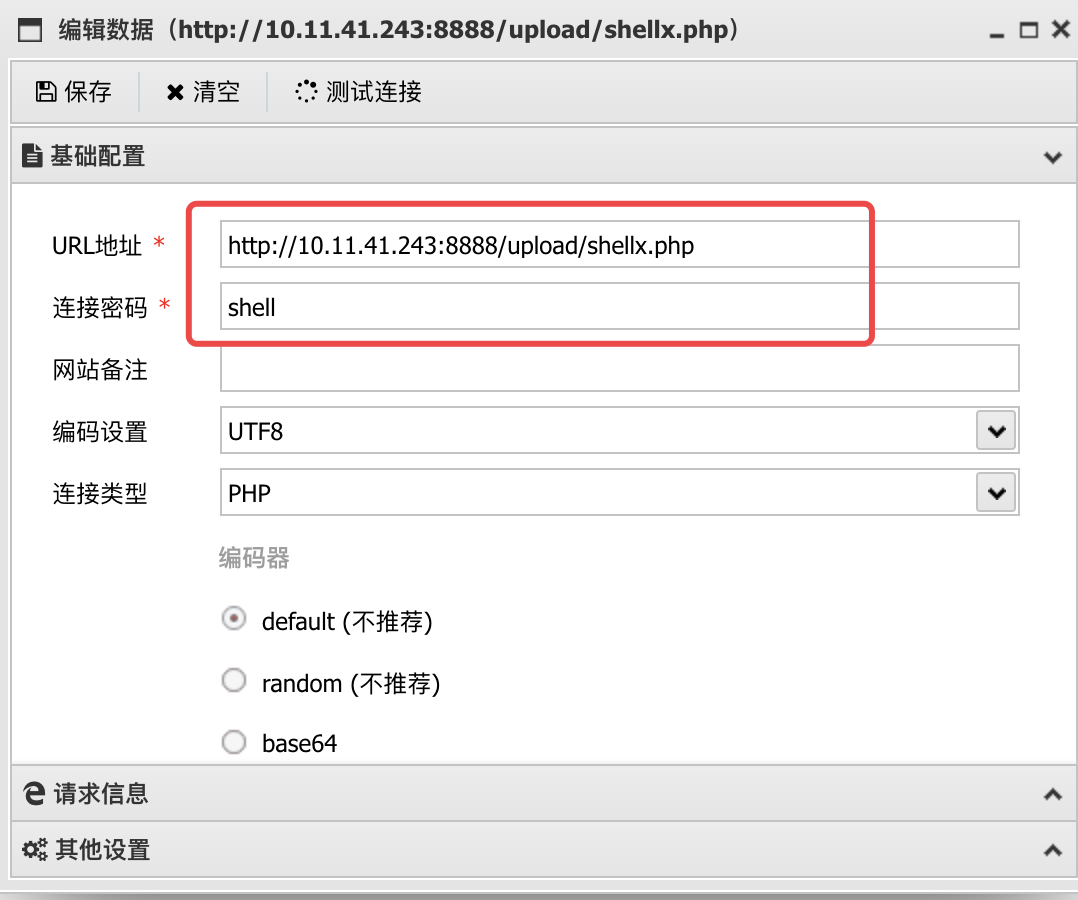 编辑数据（http://10.11.41.243:8888/upload/shellx.php）
保存 清空 测试连接
基础配置
URL地址 * http://10.11.41.243:8888/upload/shellx.php
连接密码 * shell
网站备注
编码设置 UTF8
连接类型 PHP
编码器
default (不推荐)
random (不推荐)
base64
请求信息
其他设置